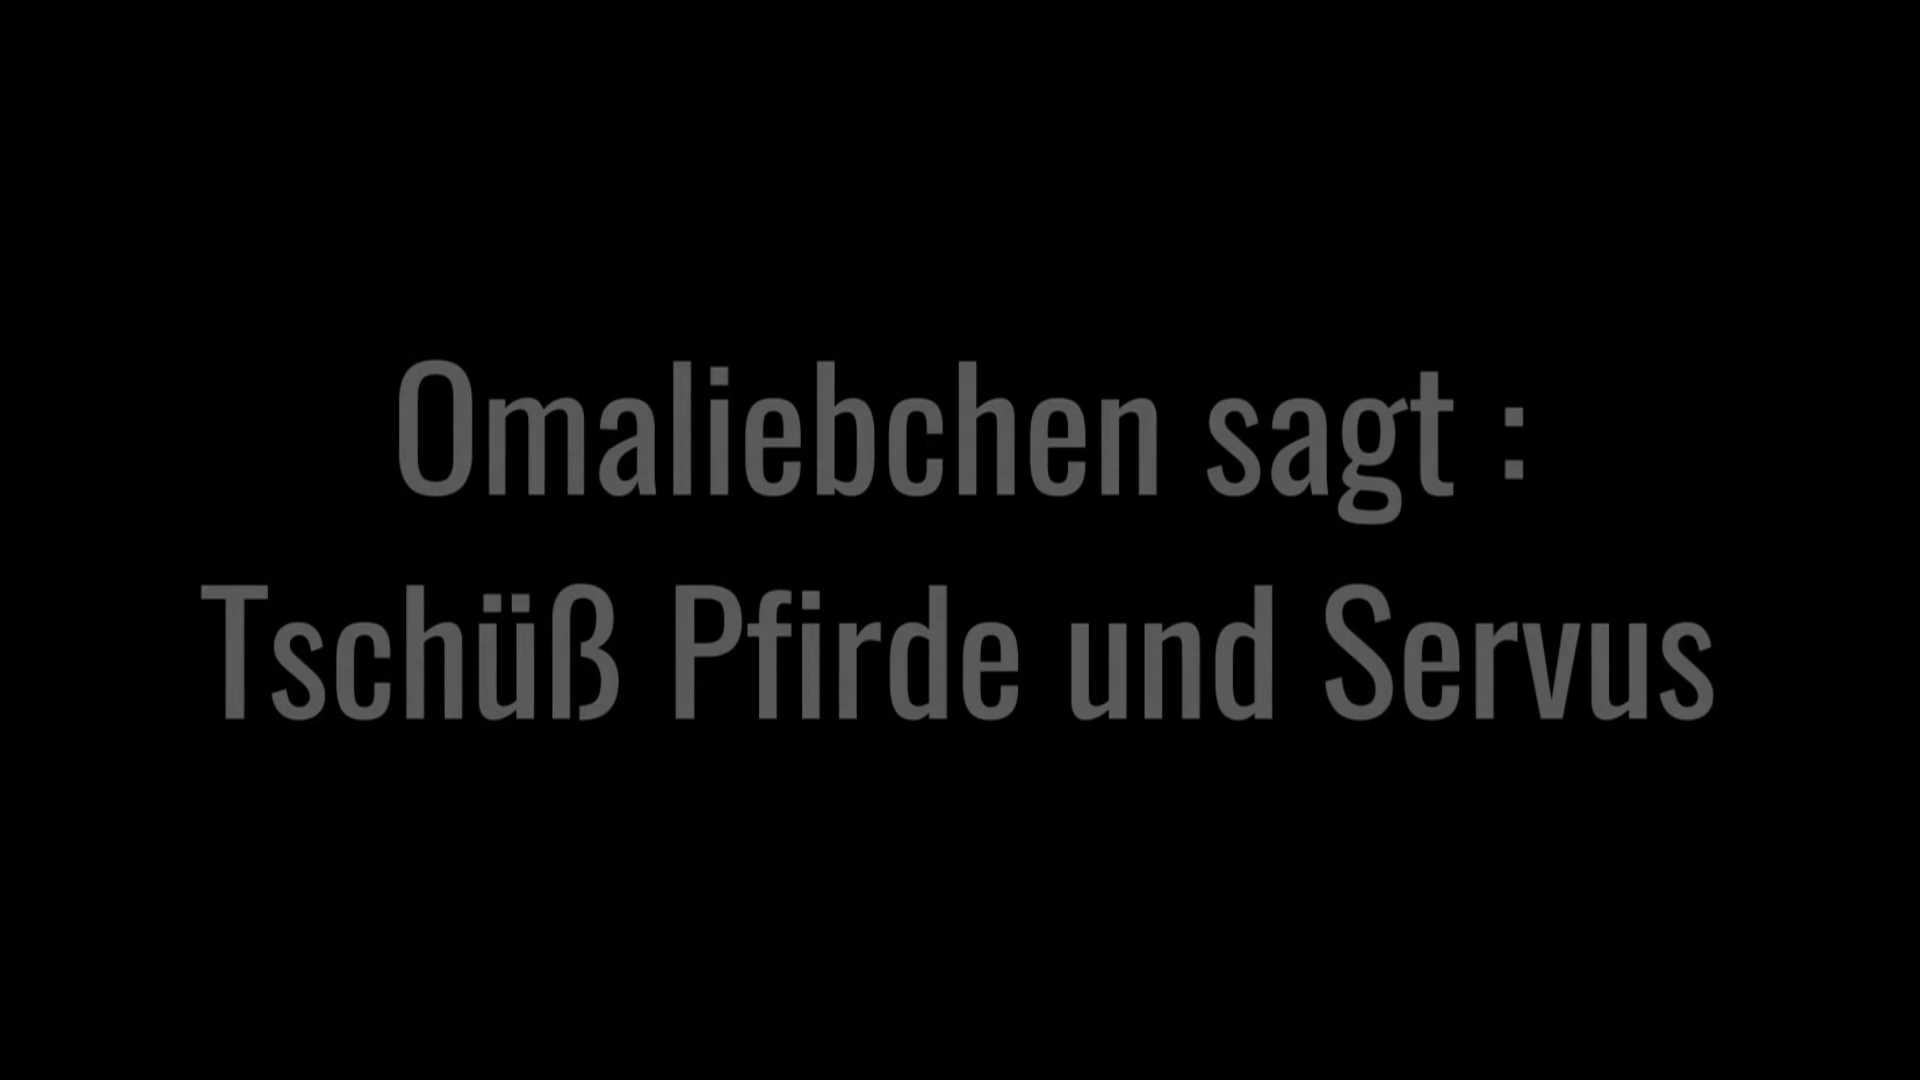 Omaliebchen sagt :
Tschüß Pfirde und Servus